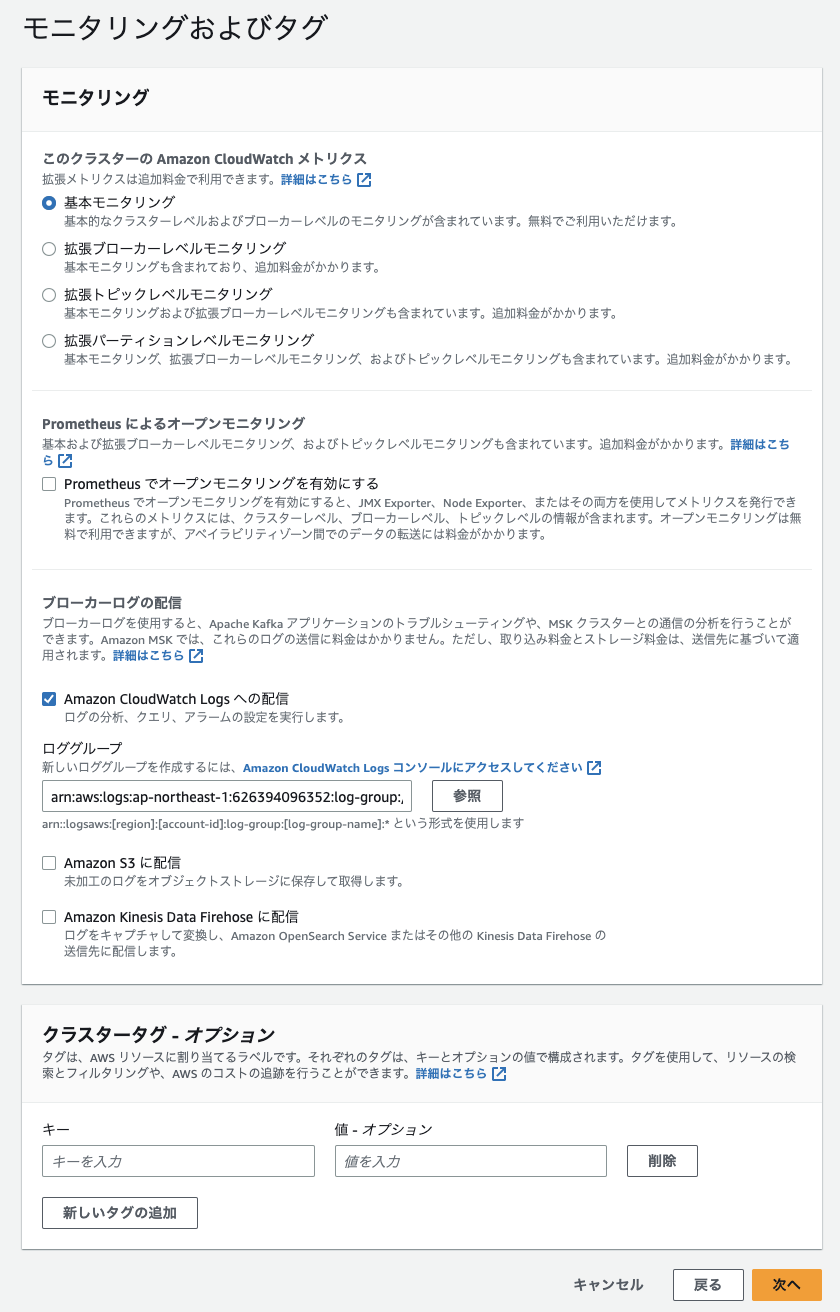 モニタリングおよびタグ
モニタリング
このクラスターの Amazon CloudWatch メトリクス
拡張メトリクスは追加料金で利用できます。詳細はこちら
基本モニタリング
基本的なクラスターレベルおよびブローカーレベルのモニタリングが含まれています。無料でご利用いただけます。
拡張ブローカーレベルモニタリング
基本モニタリングも含まれており、追加料金がかかります。
拡張トピックレベルモニタリング
基本モニタリングおよび拡張ブローカーレベルモニタリングも含まれています。追加料金がかかります。
拡張パーティションレベルモニタリング
基本モニタリング、拡張ブローカーレベルモニタリング、およびトピックレベルモニタリングも含まれています。追加料金がかかります。
Prometheus によるオープンモニタリング
基本および拡張ブローカーレベルモニタリング、およびトピックレベルモニタリングも含まれています。追加料金がかかります。詳細はこち
ら
Prometheus でオープンモニタリングを有効にする
Prometheus でオープンモニタリングを有効にすると、JMX Exporter、Node Exporter、またはその両方を使用してメトリクスを発行でき
ます。これらのメトリクスには、クラスターレベル、ブローカーレベル、トピックレベルの情報が含まれます。オープンモニタリングは無
料で利用できますが、アベイラビリティゾーン間でのデータの転送には料金がかかります。
ブローカーログの配信
ブローカーログを使用すると、Apache Kafka アプリケーションのトラブルシューティングや、MSK クラスターとの通信の分析を行うことが
できます。Amazon MSK では、これらのログの送信に料金はかかりません。ただし、取り込み料金とストレージ料金は、送信先に基づいて適
用されます。詳細はこちら
Amazon CloudWatch Logs への配信
ログの分析、クエリ、アラームの設定を実行します。
ロググループ
新しいロググループを作成するには、Amazon CloudWatch Logs コンソールにアクセスしてください
arn:aws:logs:ap-northeast-1:626394096352:log-group:/
参照
arn::logsaws:[region]:[account-id]:log-group:[log-group-name]:* という形式を使用します
Amazon S3 に配信
未加工のログをオブジェクトストレージに保存して取得します。
Amazon Kinesis Data Firehose に配信
ログをキャプチャして変換し、Amazon OpenSearch Service またはその他の Kinesis Data Firehose の
送信先に配信します。
クラスタータグ - オプション
タグは、AWS リソースに割り当てるラベルです。それぞれのタグは、キーとオプションの値で構成されます。タグを使用して、リソースの検
索とフィルタリングや、AWS のコストの追跡を行うことができます。詳細はこちら
キー
値 - オプション
キーを入力
値を入力
削除
新しいタグの追加
キャンセル
戻る
次へ